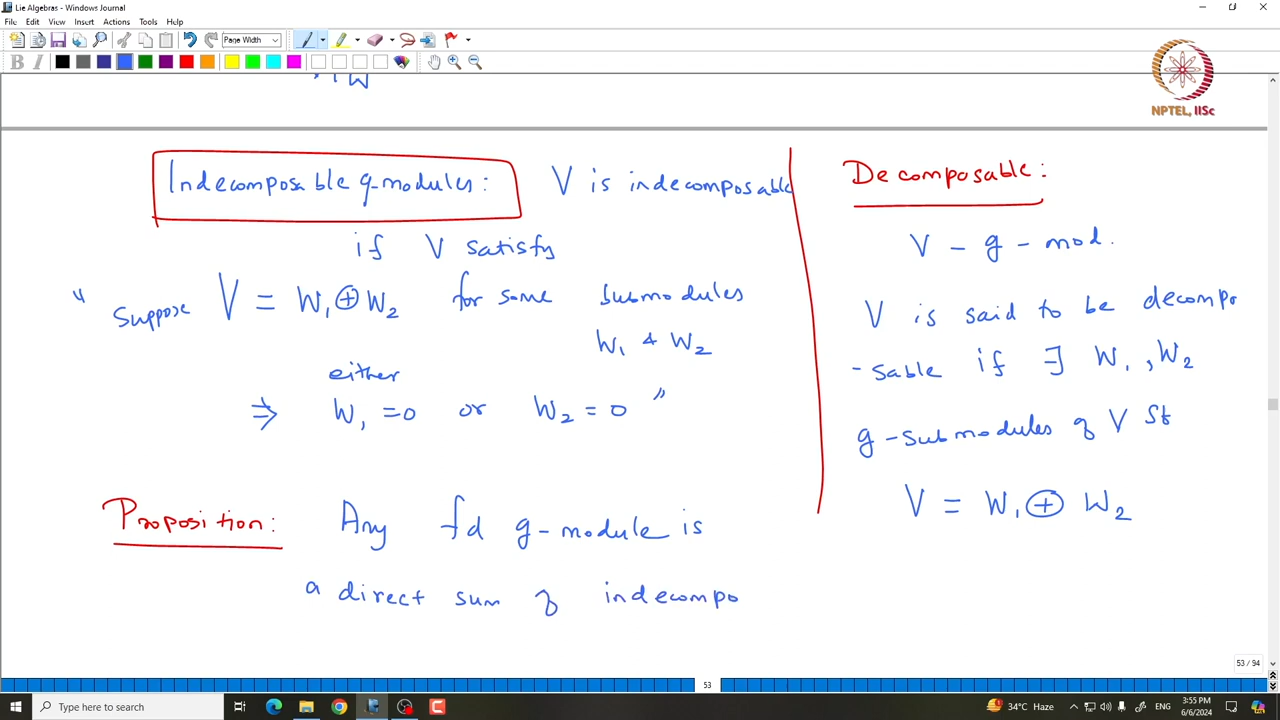 Lie Algebras - Windows Journal
File Edit View Insert Actions Tools Help
Page Width
B I
NPTEL, IISc
Indecomposable g-modules: V is indecomposable
if V satisfy
" Suppose V = W₁ ⊕ W₂ for some submodules
W₁ & W₂
either
⇒ W₁ = 0 or W₂ = 0 "
Proposition: Any fd g-module is
a direct sum of indecompo
Decomposable:
V - g - mod.
V is said to be decompo
-sable if ∃ W₁, W₂
g-submodules of V st
V = W₁ ⊕ W₂
53 / 94
53
Type here to search
34°C Haze
3:55 PM
6/6/2024